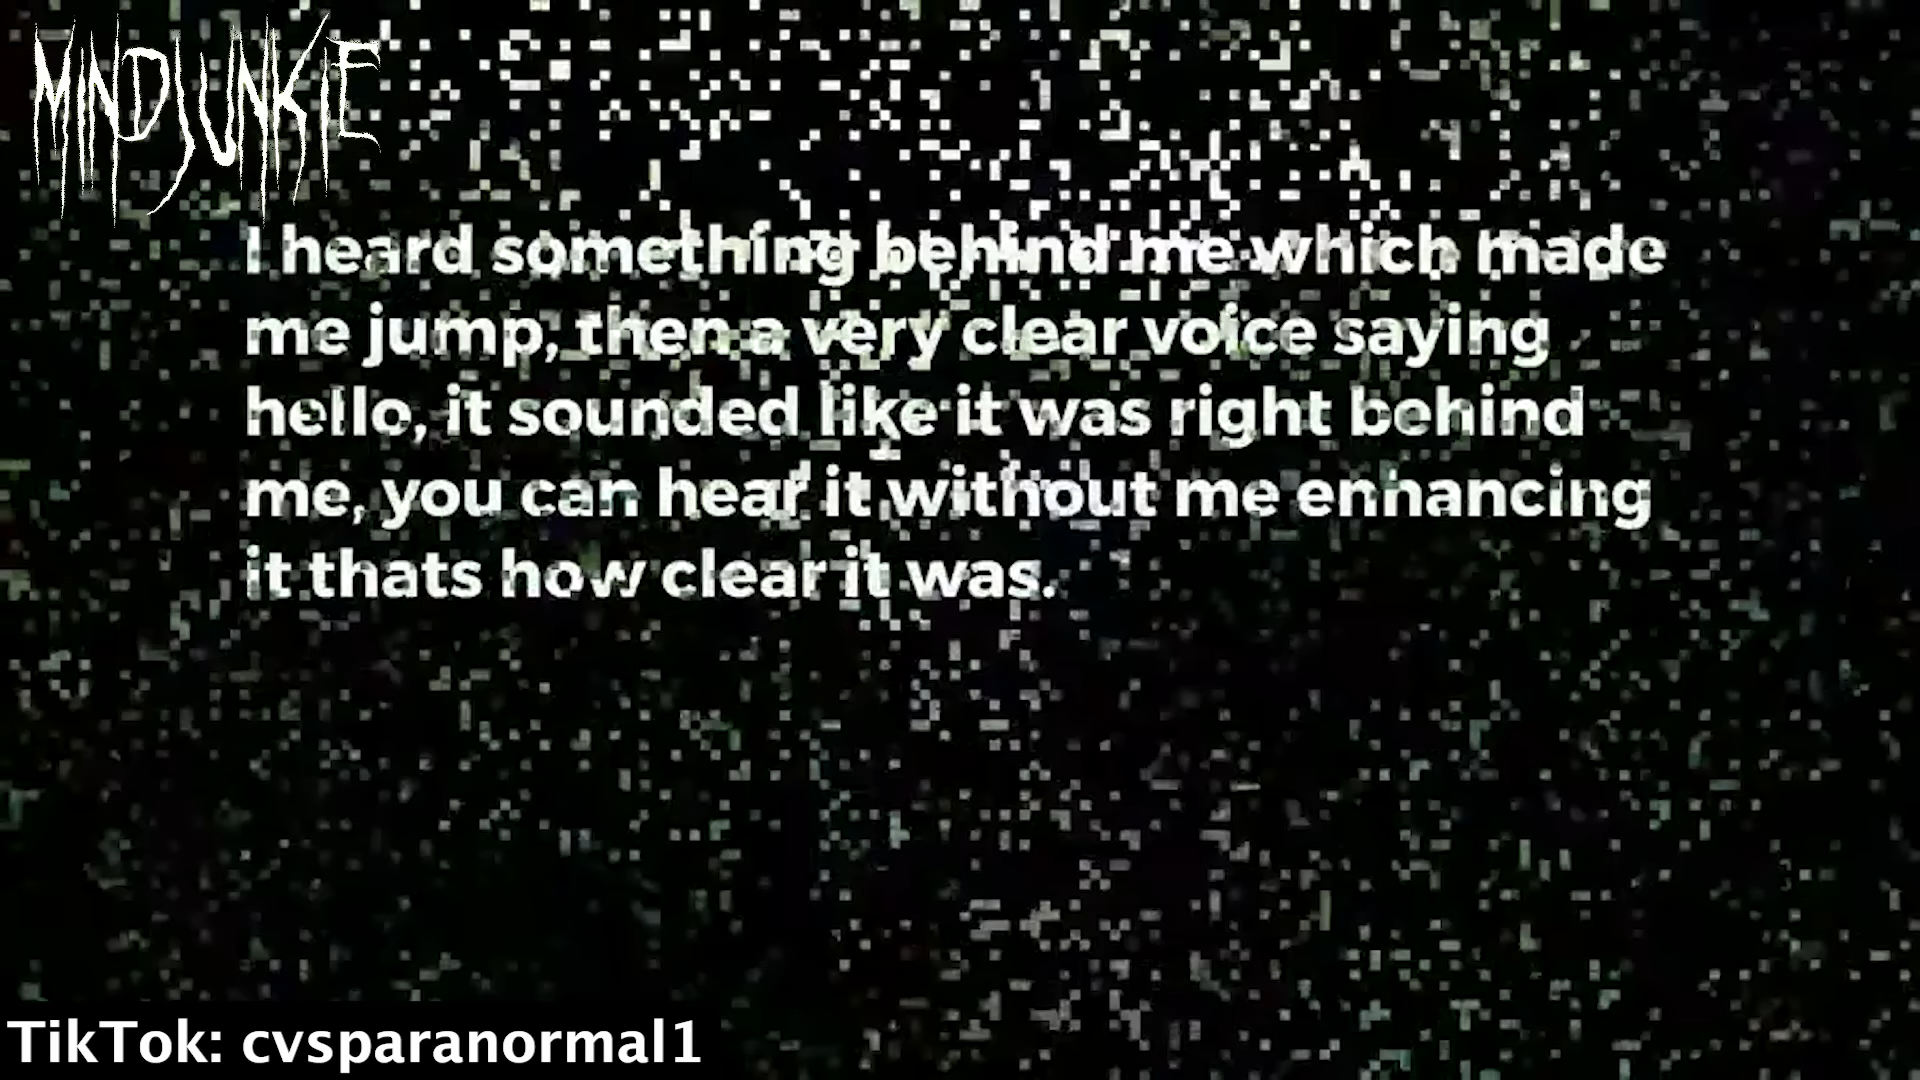 MINDJUNKIE
I heard something behind me which made
me jump, then a very clear voice saying
hello, it sounded like it was right behind
me, you can hear it without me enhancing
it thats how clear it was.
TikTok: cvsparanormal1